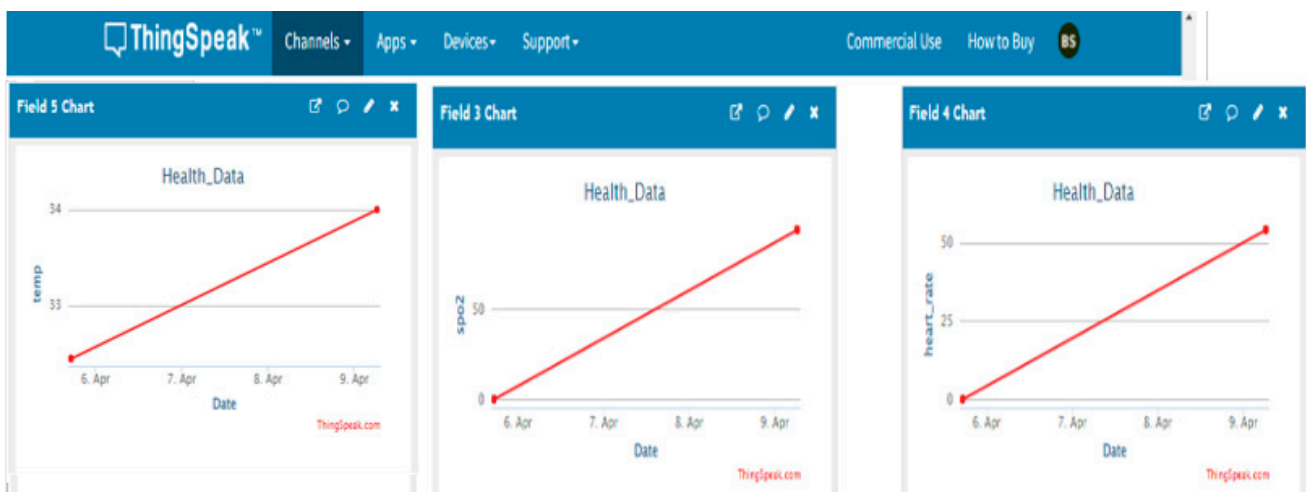 ThingSpeak™ Channels Apps Devices Support Commercial Use How to Buy BS
Field 5 Chart
Health_Data
34
33
temp
6. Apr 7. Apr 8. Apr 9. Apr
Date
ThingSpeak.com
Field 3 Chart
Health_Data
50
0
spo2
6. Apr 7. Apr 8. Apr 9. Apr
Date
ThingSpeak.com
Field 4 Chart
Health_Data
50
25
0
heart_rate
6. Apr 7. Apr 8. Apr 9. Apr
Date
ThingSpeak.com